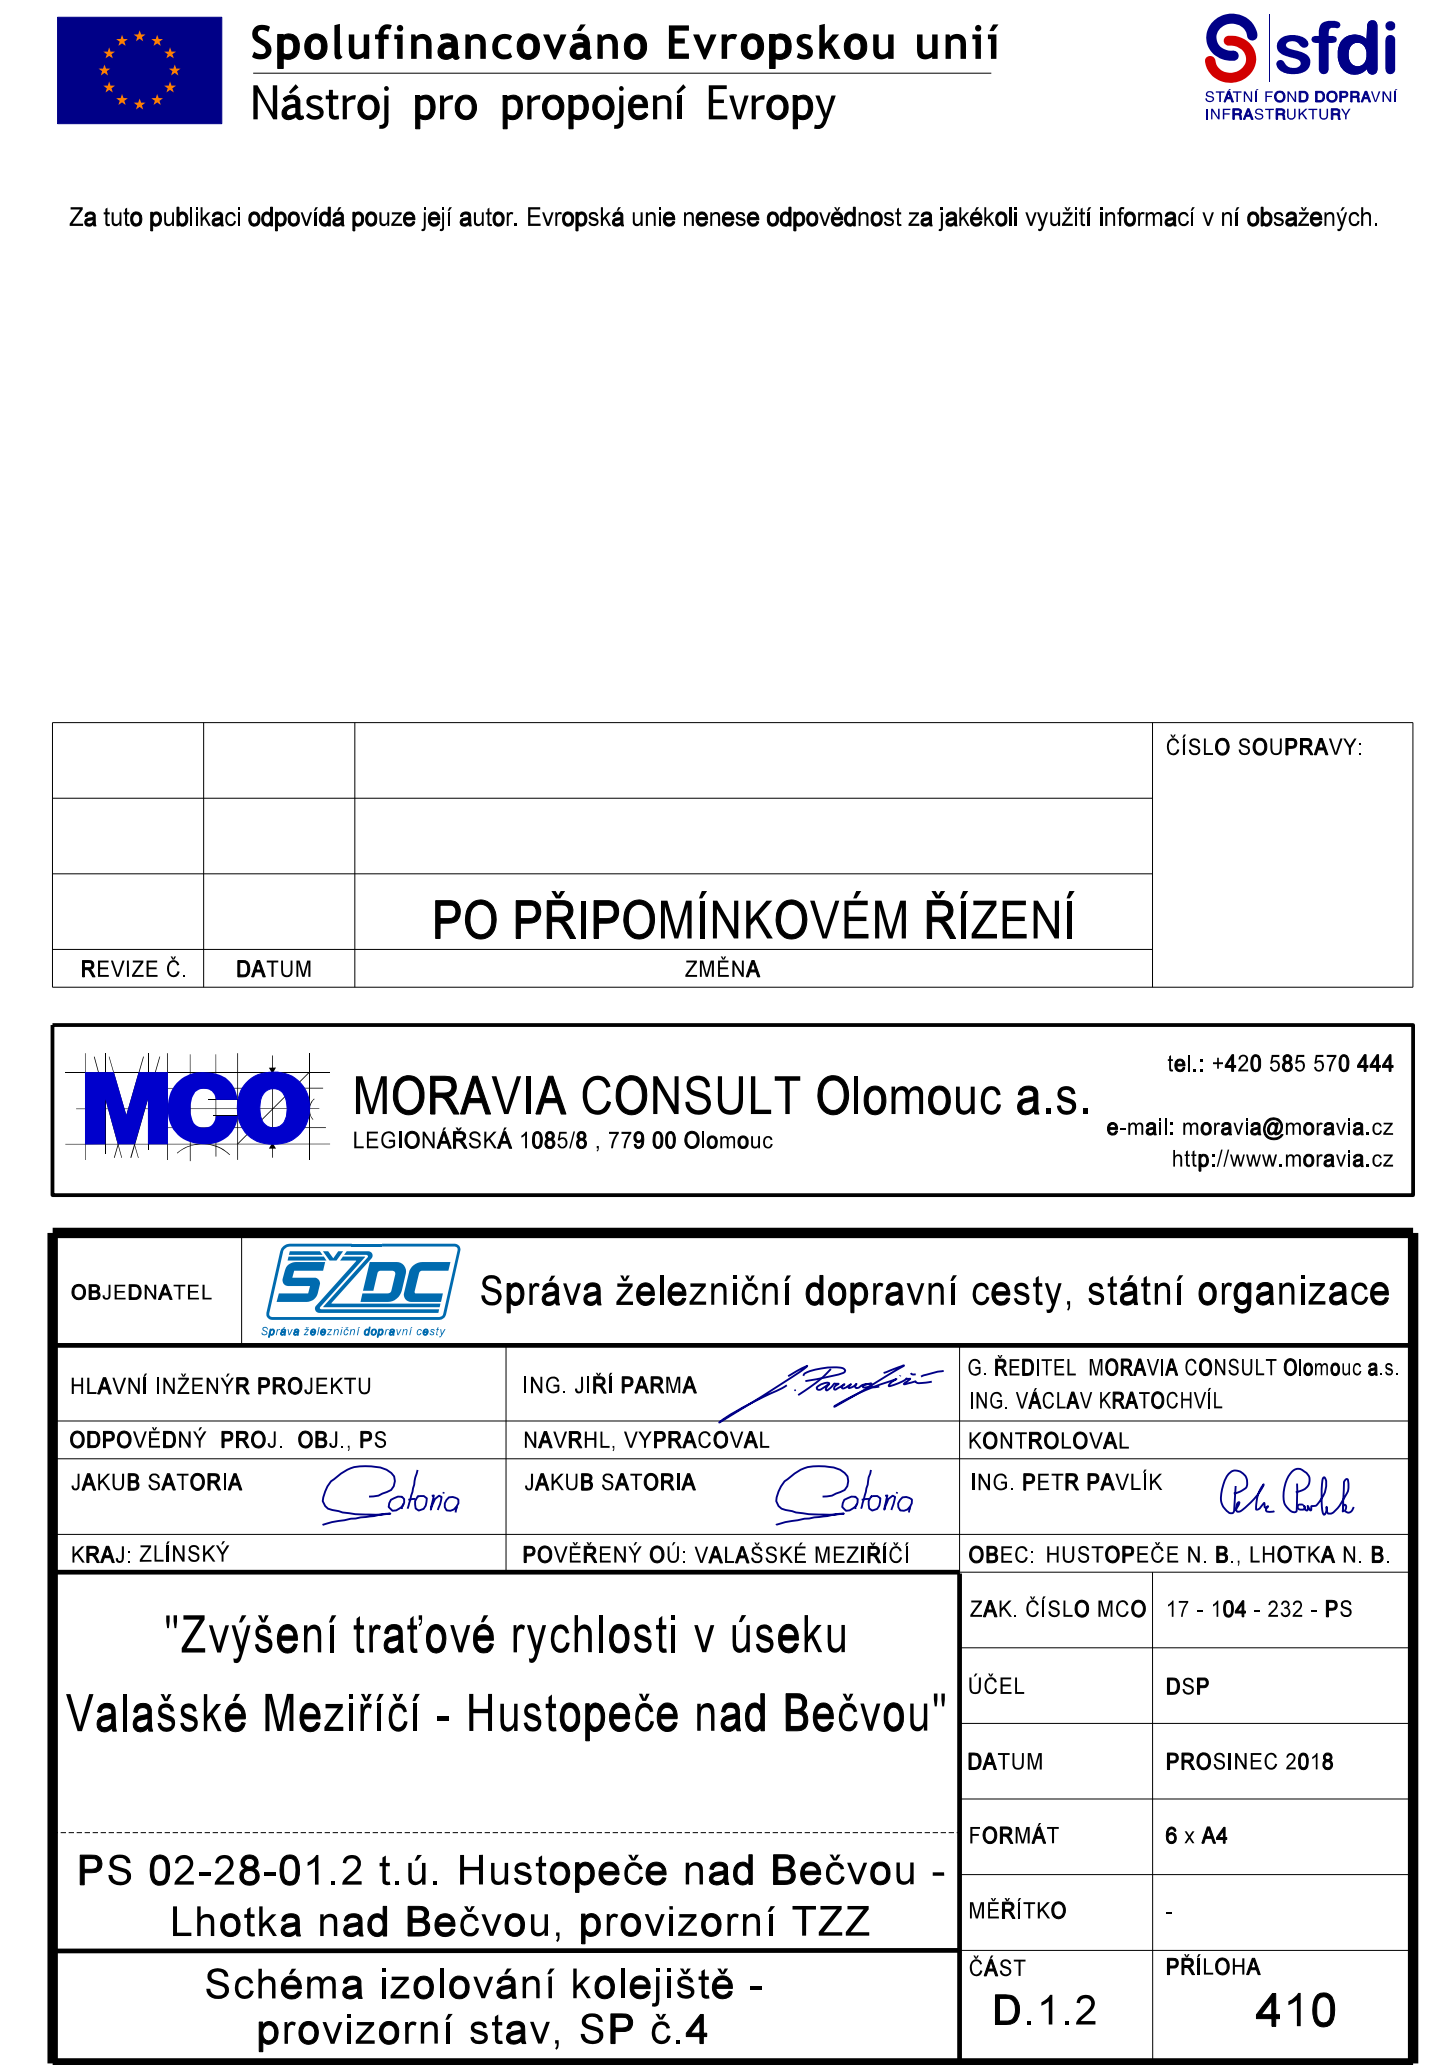 Spolufinancováno Evropskou unií
Nástroj pro propojení Evropy
sfdi
STÁTNÍ FOND DOPRAVNÍ
INFRASTRUKTURY
Za tuto publikaci odpovídá pouze její autor. Evropská unie nenese odpovědnost za jakékoli využití informací v ní obsažených.
ČÍSLO SOUPRAVY:
PO PŘIPOMÍNKOVÉM ŘÍZENÍ
REVIZE Č. DATUM ZMĚNA
MCO
MORAVIA CONSULT Olomouc a.s.
LEGIONÁŘSKÁ 1085/8 , 779 00 Olomouc
tel.: +420 585 570 444
e-mail: moravia@moravia.cz
http://www.moravia.cz
OBJEDNATEL
SŽDC
Správa železniční dopravní cesty
Správa železniční dopravní cesty, státní organizace
HLAVNÍ INŽENÝR PROJEKTU
ING. JIŘÍ PARMA
J. Parma Jiří
G. ŘEDITEL MORAVIA CONSULT Olomouc a.s.
ING. VÁCLAV KRATOCHVÍL
ODPOVĚDNÝ PROJ. OBJ., PS
NAVRHL, VYPRACOVAL
KONTROLOVAL
JAKUB SATORIA
Satoria
JAKUB SATORIA
Satoria
ING. PETR PAVLÍK
Petr Pavlík
KRAJ: ZLÍNSKÝ
POVĚŘENÝ OÚ: VALAŠSKÉ MEZIŘÍČÍ
OBEC: HUSTOPEČE N. B., LHOTKA N. B.
"Zvýšení traťové rychlosti v úseku
Valašské Meziříčí - Hustopeče nad Bečvou"
ZAK. ČÍSLO MCO 17 - 104 - 232 - PS
ÚČEL DSP
DATUM PROSINEC 2018
FORMÁT 6 x A4
MĚŘÍTKO -
PS 02-28-01.2 t.ú. Hustopeče nad Bečvou -
Lhotka nad Bečvou, provizorní TZZ
Schéma izolování kolejiště -
provizorní stav, SP č.4
ČÁST
D.1.2
PŘÍLOHA
410